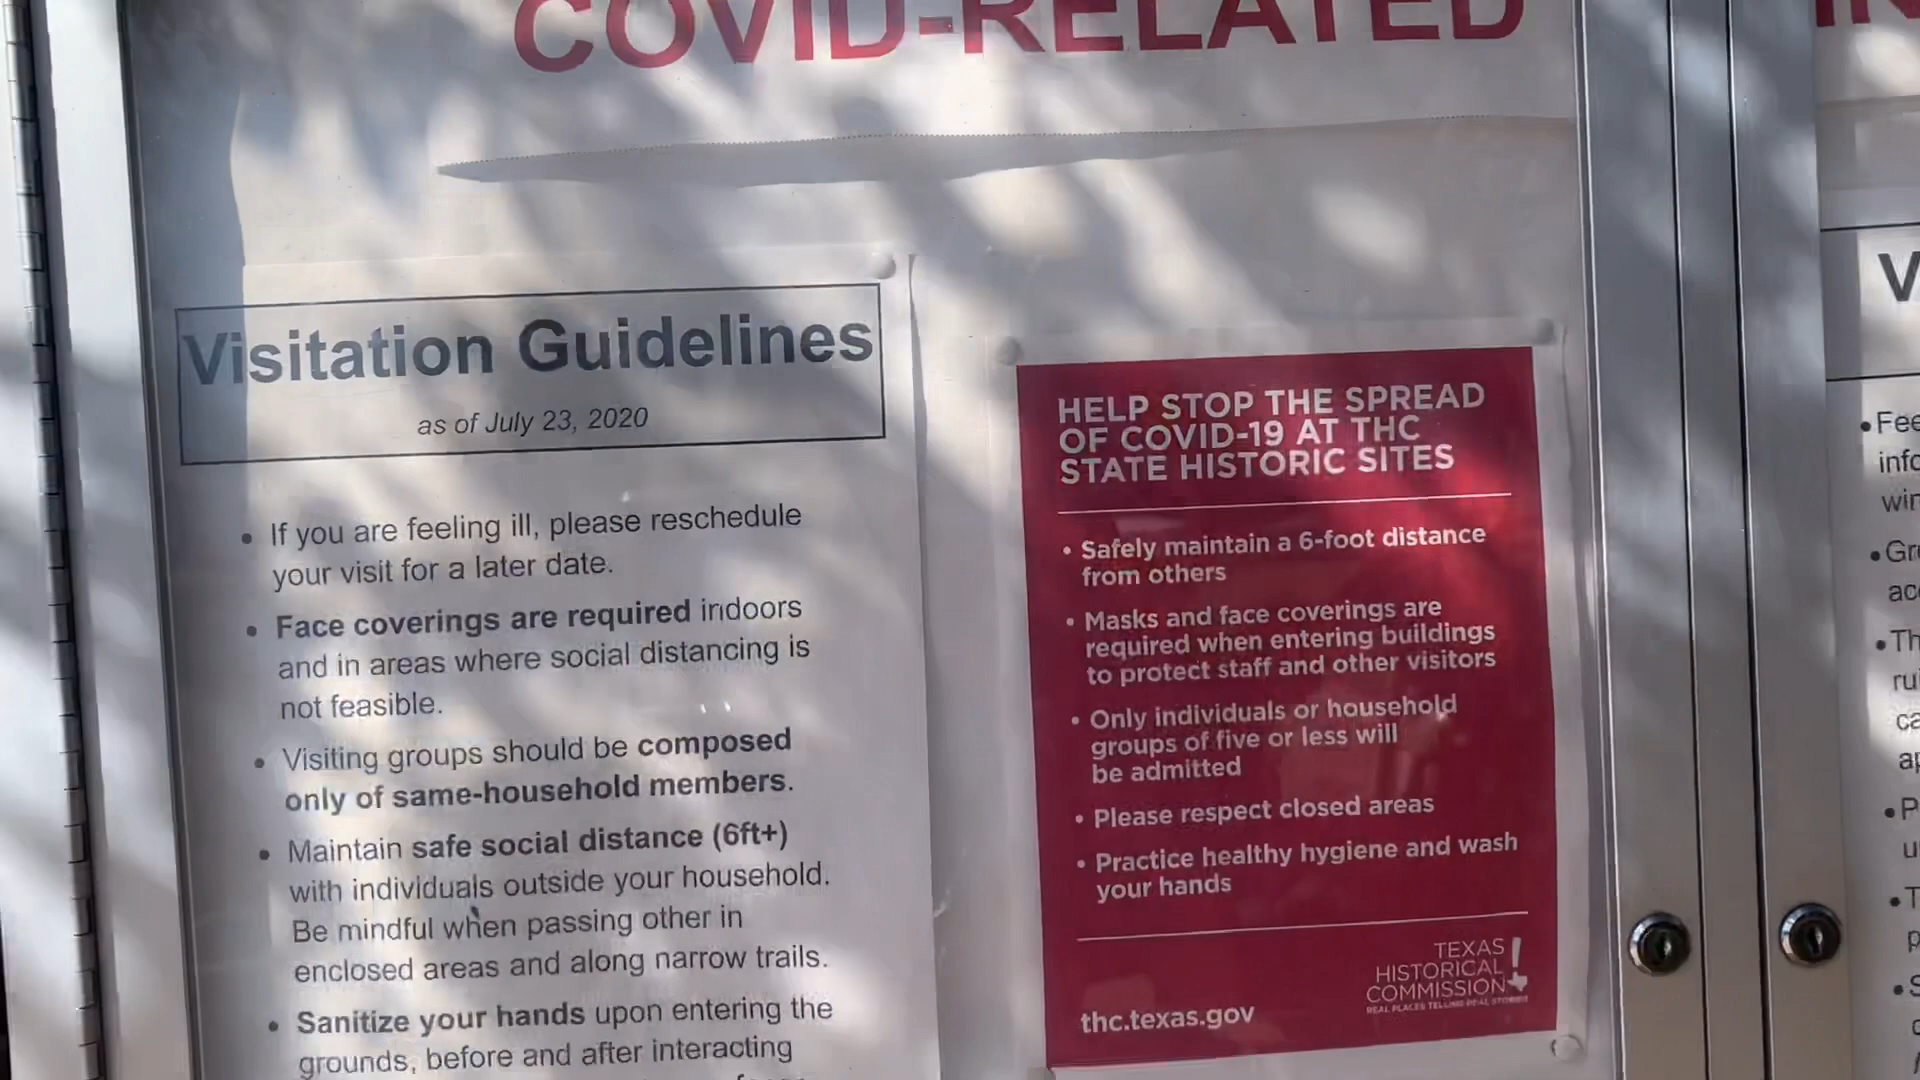 COVID-RELATED
Visitation Guidelines
as of July 23, 2020
• If you are feeling ill, please reschedule
your visit for a later date.
• Face coverings are required indoors
and in areas where social distancing is
not feasible.
• Visiting groups should be composed
only of same-household members.
• Maintain safe social distance (6ft+)
with individuals outside your household.
Be mindful when passing other in
enclosed areas and along narrow trails.
• Sanitize your hands upon entering the
grounds, before and after interacting
HELP STOP THE SPREAD
OF COVID-19 AT THC
STATE HISTORIC SITES
• Safely maintain a 6-foot distance
from others
• Masks and face coverings are
required when entering buildings
to protect staff and other visitors
• Only individuals or household
groups of five or less will
be admitted
• Please respect closed areas
• Practice healthy hygiene and wash
your hands
thc.texas.gov
TEXAS
HISTORICAL
COMMISSION
REAL PLACES TELLING REAL STORIES